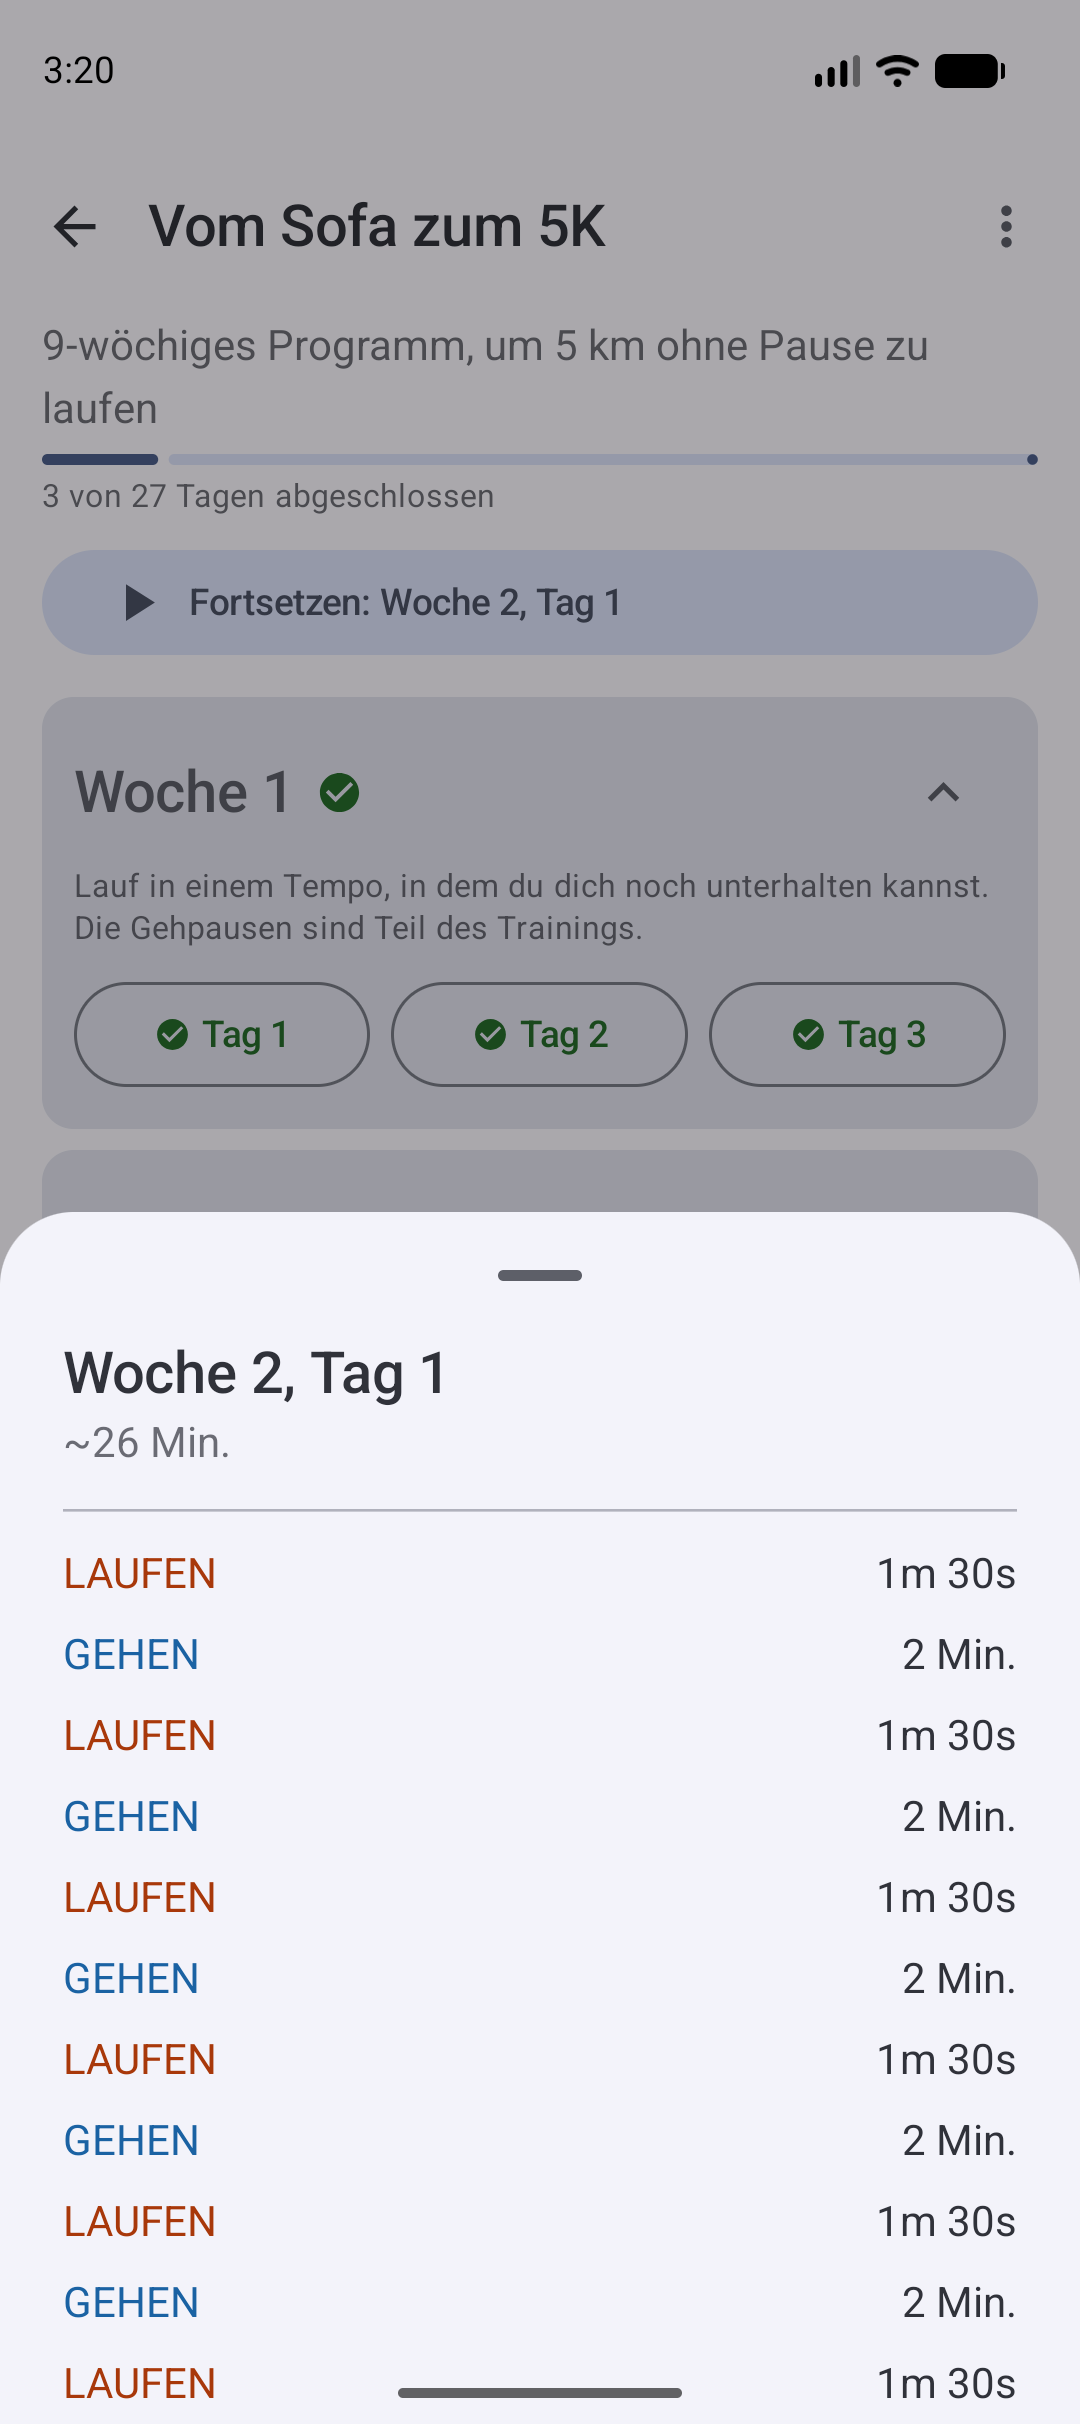 3:20
Vom Sofa zum 5K
9-wöchiges Programm, um 5 km ohne Pause zu
laufen
3 von 27 Tagen abgeschlossen
Fortsetzen: Woche 2, Tag 1
Woche 1
Lauf in einem Tempo, in dem du dich noch unterhalten kannst.
Die Gehpausen sind Teil des Trainings.
Tag 1 Tag 2 Tag 3
Woche 2, Tag 1
~26 Min.
LAUFEN 1m 30s
GEHEN 2 Min.
LAUFEN 1m 30s
GEHEN 2 Min.
LAUFEN 1m 30s
GEHEN 2 Min.
LAUFEN 1m 30s
GEHEN 2 Min.
LAUFEN 1m 30s
GEHEN 2 Min.
LAUFEN 1m 30s